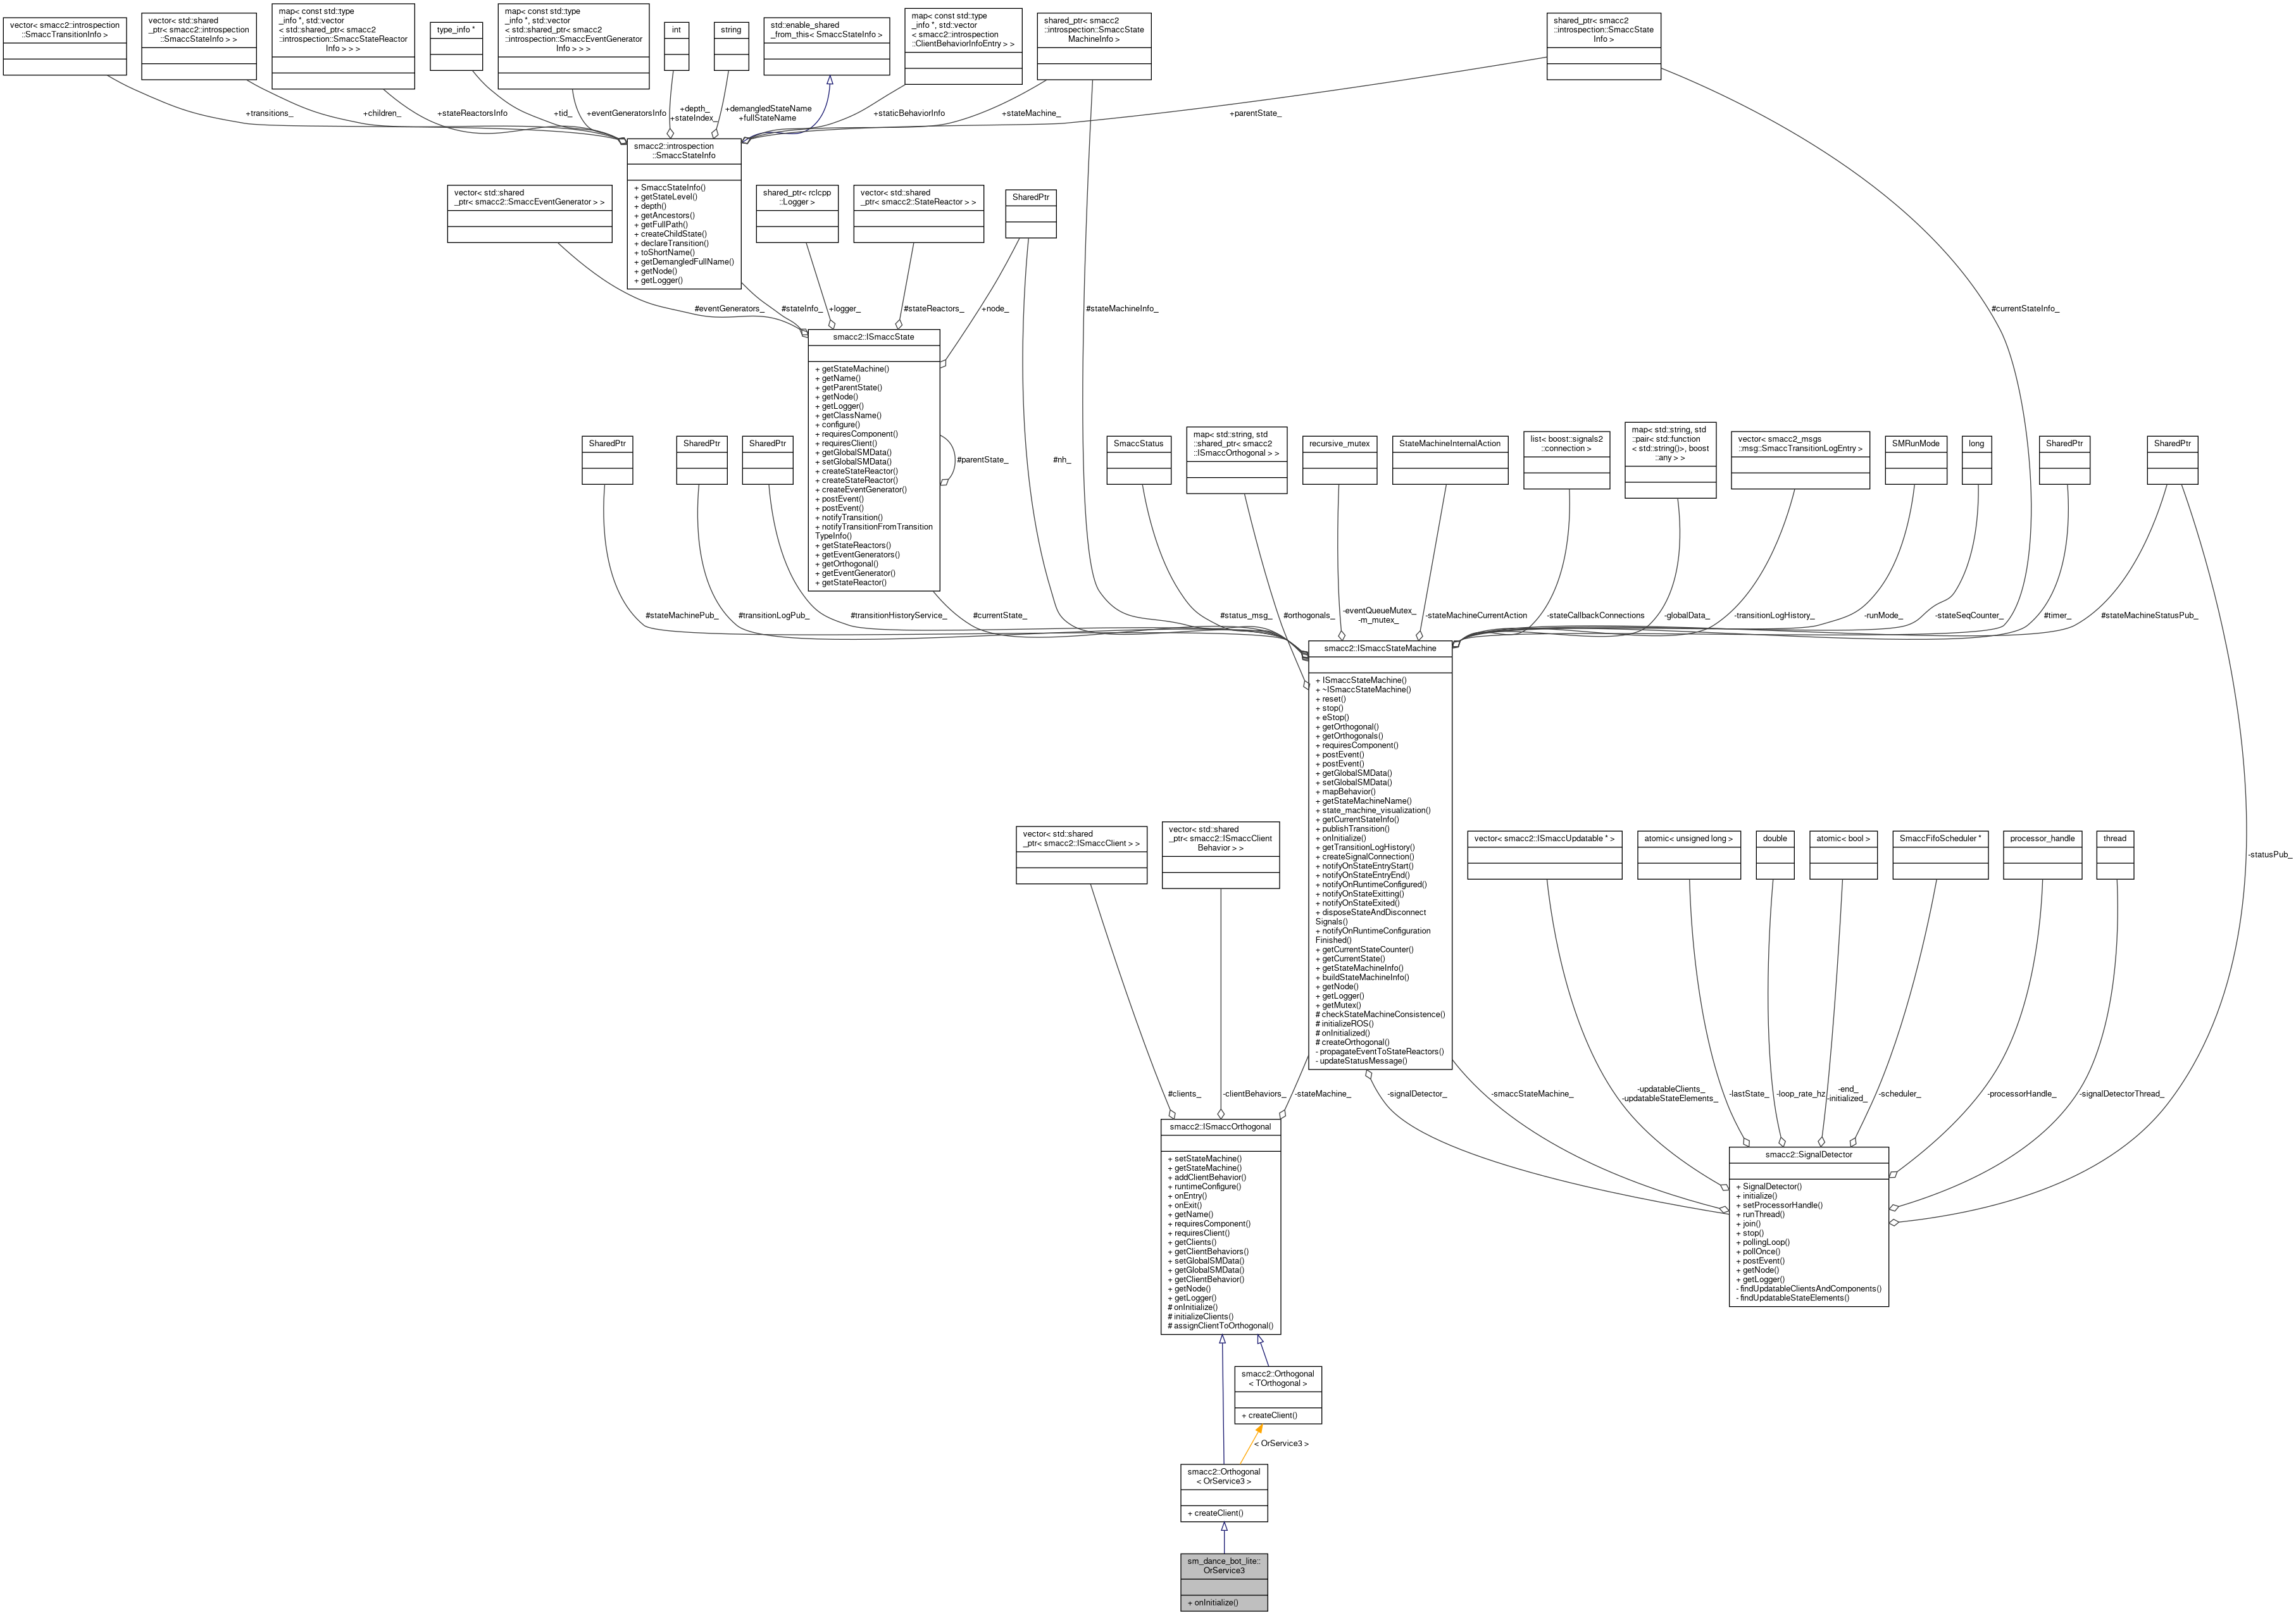 vector< smacc2::introspection
::SmaccTransitionInfo >
vector< std::shared
_ptr< smacc2::introspection
::SmaccStateInfo > >
map< const std::type
_info *, std::vector
< std::shared_ptr< smacc2
::introspection::SmaccStateReactor
Info > > >
type_info *
map< const std::type
_info *, std::vector
< std::shared_ptr< smacc2
::introspection::SmaccEventGenerator
Info > > >
int
string
std::enable_shared
_from_this< SmaccStateInfo >
map< const std::type
_info *, std::vector
< smacc2::introspection
::ClientBehaviorInfoEntry > >
shared_ptr< smacc2
::introspection::SmaccState
MachineInfo >
shared_ptr< smacc2
::introspection::SmaccState
Info >
+transitions_
+children_
+stateReactorsInfo
+tid_
+eventGeneratorsInfo
+depth_
+stateIndex_
+demangledStateName
+fullStateName
+staticBehaviorInfo
+stateMachine_
+parentState_
smacc2::introspection
::SmaccStateInfo
+ SmaccStateInfo()
+ getStateLevel()
+ depth()
+ getAncestors()
+ getFullPath()
+ createChildState()
+ declareTransition()
+ toShortName()
+ getDemangledFullName()
+ getNode()
+ getLogger()
vector< std::shared
_ptr< smacc2::SmaccEventGenerator > >
shared_ptr< rclcpp
::Logger >
vector< std::shared
_ptr< smacc2::StateReactor > >
SharedPtr
#eventGenerators_
#stateInfo_
+logger_
#stateReactors_
+node_
#stateMachineInfo_
#currentStateInfo_
smacc2::ISmaccState
+ getStateMachine()
+ getName()
+ getParentState()
+ getNode()
+ getLogger()
+ getClassName()
+ configure()
+ requiresComponent()
+ requiresClient()
+ getGlobalSMData()
+ setGlobalSMData()
+ createStateReactor()
+ createStateReactor()
+ createEventGenerator()
+ postEvent()
+ postEvent()
+ notifyTransition()
+ notifyTransitionFromTransition
TypeInfo()
+ getStateReactors()
+ getEventGenerators()
+ getOrthogonal()
+ getEventGenerator()
+ getStateReactor()
#parentState_
#nh_
SharedPtr
SharedPtr
SharedPtr
SmaccStatus
map< std::string, std
::shared_ptr< smacc2
::ISmaccOrthogonal > >
recursive_mutex
StateMachineInternalAction
list< boost::signals2
::connection >
map< std::string, std
::pair< std::function
< std::string()>, boost
::any > >
vector< smacc2_msgs
::msg::SmaccTransitionLogEntry >
SMRunMode
long
SharedPtr
SharedPtr
#stateMachinePub_
#transitionLogPub_
#transitionHistoryService_
#currentState_
#status_msg_
#orthogonals_
-eventQueueMutex_
-m_mutex_
-stateMachineCurrentAction
-stateCallbackConnections
-globalData_
-transitionLogHistory_
-runMode_
-stateSeqCounter_
#timer_
#stateMachineStatusPub_
smacc2::ISmaccStateMachine
+ ISmaccStateMachine()
+ ~ISmaccStateMachine()
+ reset()
+ stop()
+ eStop()
+ getOrthogonal()
+ getOrthogonals()
+ requiresComponent()
+ postEvent()
+ postEvent()
+ getGlobalSMData()
+ setGlobalSMData()
+ mapBehavior()
+ getStateMachineName()
+ state_machine_visualization()
+ getCurrentStateInfo()
+ publishTransition()
+ onInitialize()
+ getTransitionLogHistory()
+ createSignalConnection()
+ notifyOnStateEntryStart()
+ notifyOnStateEntryEnd()
+ notifyOnRuntimeConfigured()
+ notifyOnStateExitting()
+ notifyOnStateExited()
+ disposeStateAndDisconnect
Signals()
+ notifyOnRuntimeConfiguration
Finished()
+ getCurrentStateCounter()
+ getCurrentState()
+ getStateMachineInfo()
+ buildStateMachineInfo()
+ getNode()
+ getLogger()
+ getMutex()
# checkStateMachineConsistence()
# initializeROS()
# onInitialized()
# createOrthogonal()
- propagateEventToStateReactors()
- updateStatusMessage()
vector< std::shared
_ptr< smacc2::ISmaccClient > >
vector< std::shared
_ptr< smacc2::ISmaccClient
Behavior > >
vector< smacc2::ISmaccUpdatable * >
atomic< unsigned long >
double
atomic< bool >
SmaccFifoScheduler *
processor_handle
thread
-statusPub_
#clients_
-clientBehaviors_
-stateMachine_
-signalDetector_
-smaccStateMachine_
-updatableClients_
-updatableStateElements_
-lastState_
-loop_rate_hz
-end_
-initialized_
-scheduler_
-processorHandle_
-signalDetectorThread_
smacc2::ISmaccOrthogonal
+ setStateMachine()
+ getStateMachine()
+ addClientBehavior()
+ runtimeConfigure()
+ onEntry()
+ onExit()
+ getName()
+ requiresComponent()
+ requiresClient()
+ getClients()
+ getClientBehaviors()
+ setGlobalSMData()
+ getGlobalSMData()
+ getClientBehavior()
+ getNode()
+ getLogger()
# onInitialize()
# initializeClients()
# assignClientToOrthogonal()
smacc2::SignalDetector
+ SignalDetector()
+ initialize()
+ setProcessorHandle()
+ runThread()
+ join()
+ stop()
+ pollingLoop()
+ pollOnce()
+ postEvent()
+ getNode()
+ getLogger()
- findUpdatableClientsAndComponents()
- findUpdatableStateElements()
smacc2::Orthogonal
< TOrthogonal >
+ createClient()
< OrService3 >
smacc2::Orthogonal
< OrService3 >
+ createClient()
sm_dance_bot_lite::
OrService3
+ onInitialize()